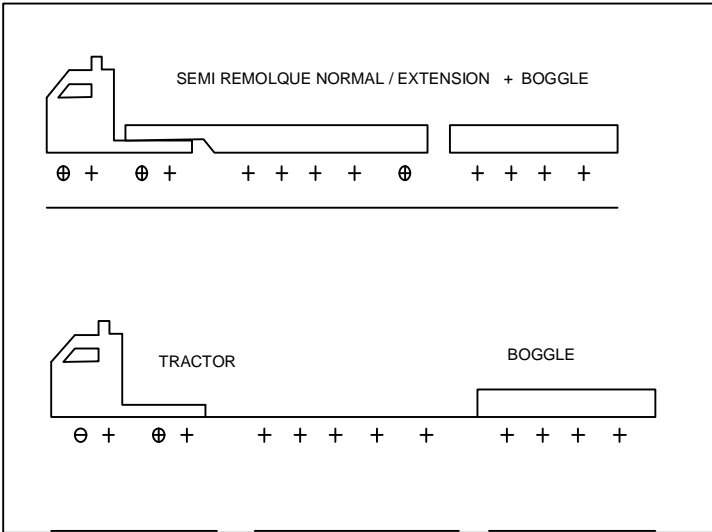 SEMI REMOLQUE NORMAL / EXTENSION + BOGGLE
TRACTOR
BOGGLE